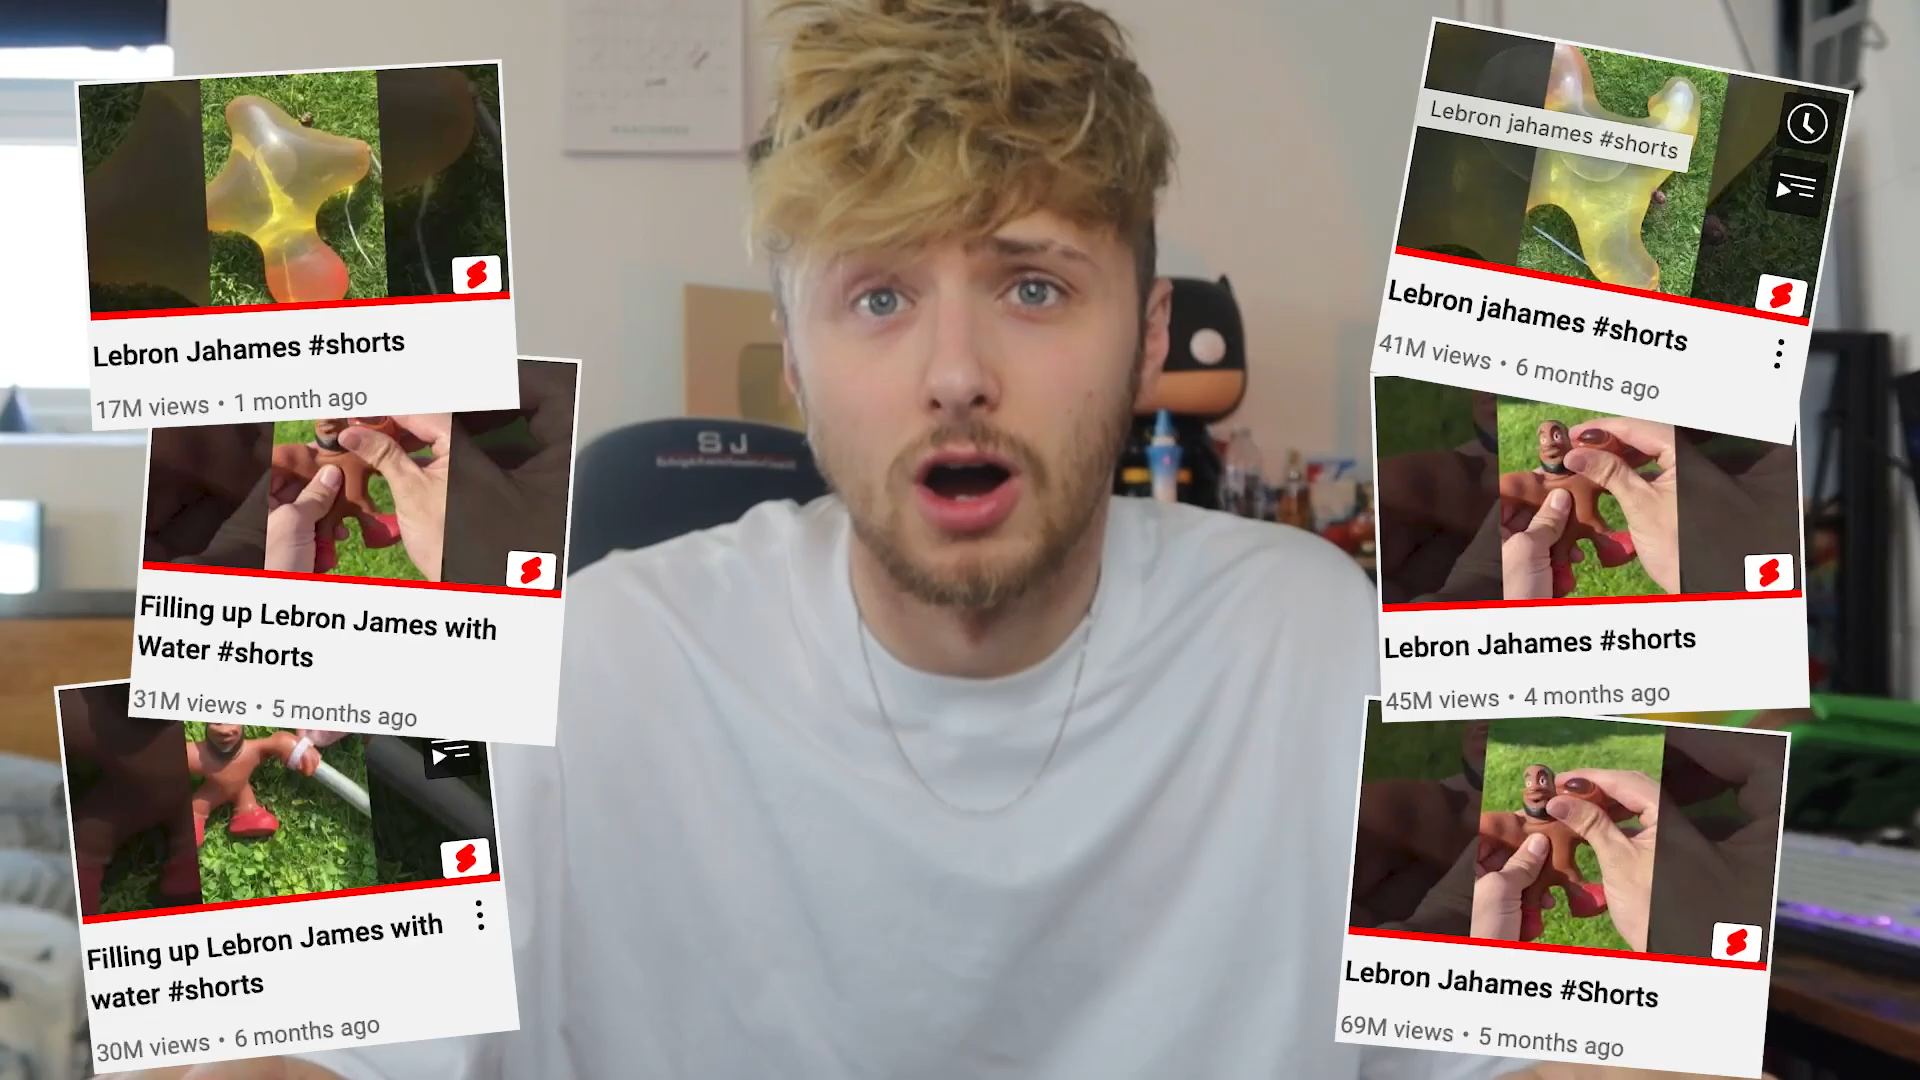 Lebron Jahames #shorts
17M views • 1 month ago
Filling up Lebron James with
Water #shorts
31M views • 5 months ago
Filling up Lebron James with
water #shorts
30M views • 6 months ago
SJ
Lebron jahames #shorts
Lebron jahames #shorts
41M views • 6 months ago
Lebron Jahames #shorts
45M views • 4 months ago
Lebron Jahames #Shorts
69M views • 5 months ago